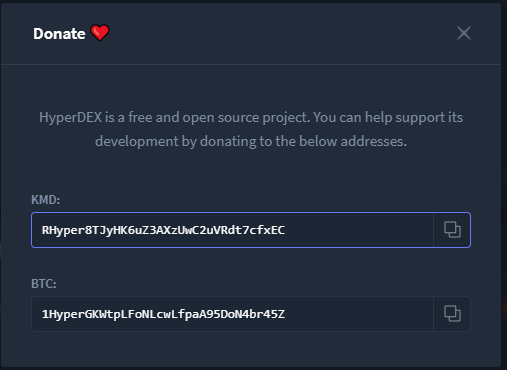 Donate ❤️
HyperDEX is a free and open source project. You can help support its
development by donating to the below addresses.
KMD:
RHyper8TJyHK6uZ3AXzUwC2uVRdt7cfxEC
BTC:
1HyperGKWtpLFoNLcwLfpaA95DoN4br45Z